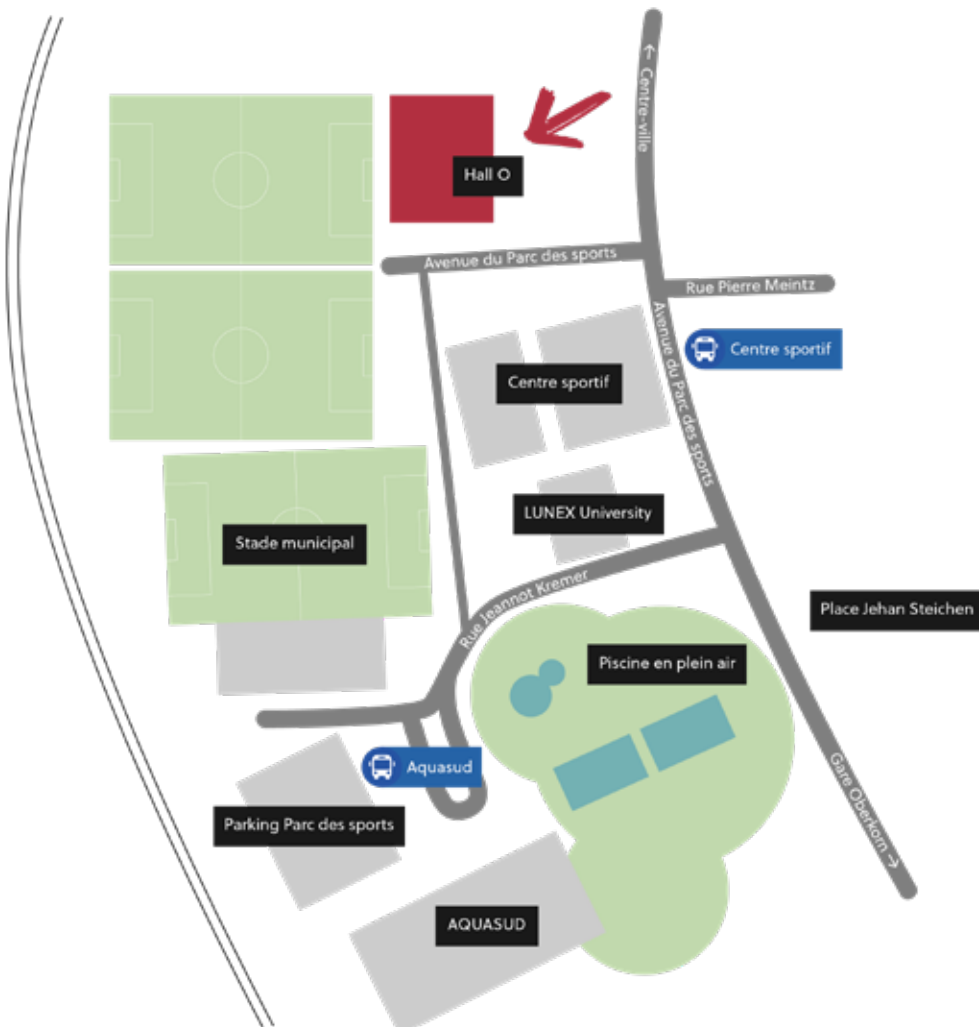 ← Centre-ville
Hall O
Avenue du Parc des sports
Rue Pierre Meintz
Avenue du Parc des sports
Centre sportif
Centre sportif
LUNEX University
Stade municipal
Rue Jeannot Kremer
Place Jehan Steichen
Piscine en plein air
Aquasud
Gare Oberkorn →
Parking Parc des sports
AQUASUD